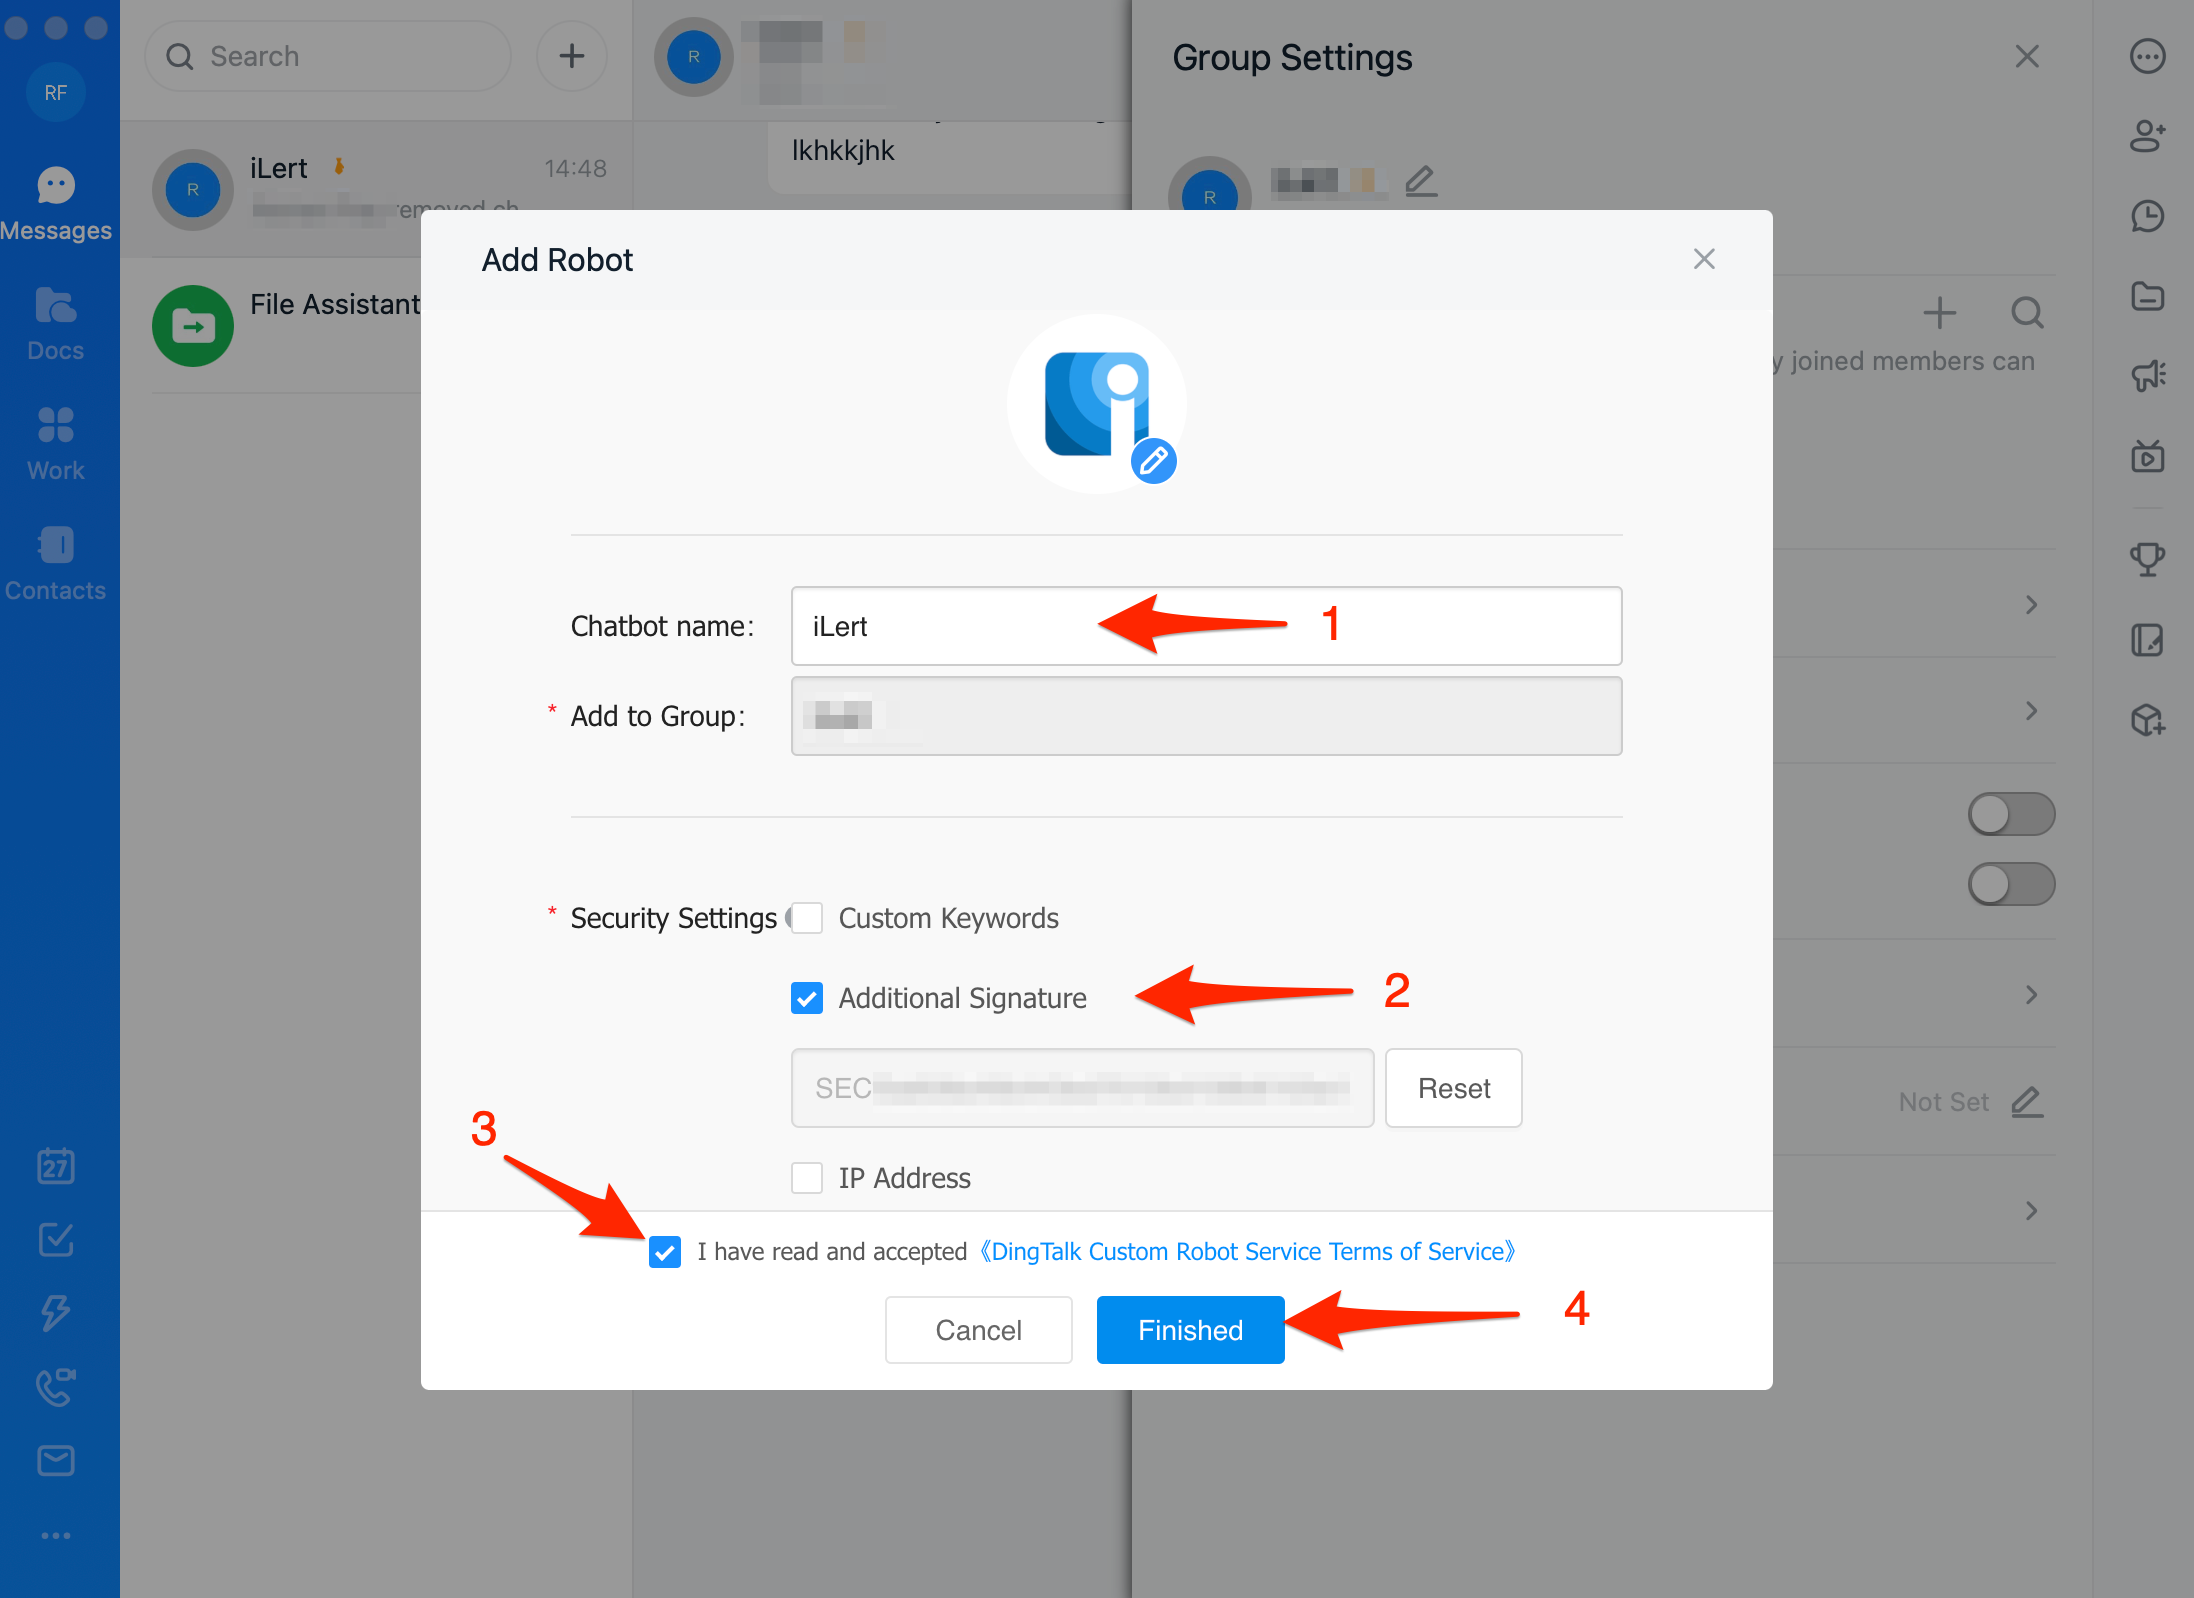 RF
Messages
Docs
Work
Contacts
27
Search
R
iLert
14:48
removed ch
File Assistant
R
lkhkkjhk
Group Settings
R
y joined members can
Not Set
Add Robot
Chatbot name:
iLert
1
* Add to Group:
* Security Settings
Custom Keywords
Additional Signature
2
SEC
Reset
3
IP Address
I have read and accepted 《DingTalk Custom Robot Service Terms of Service》
Cancel
Finished
4